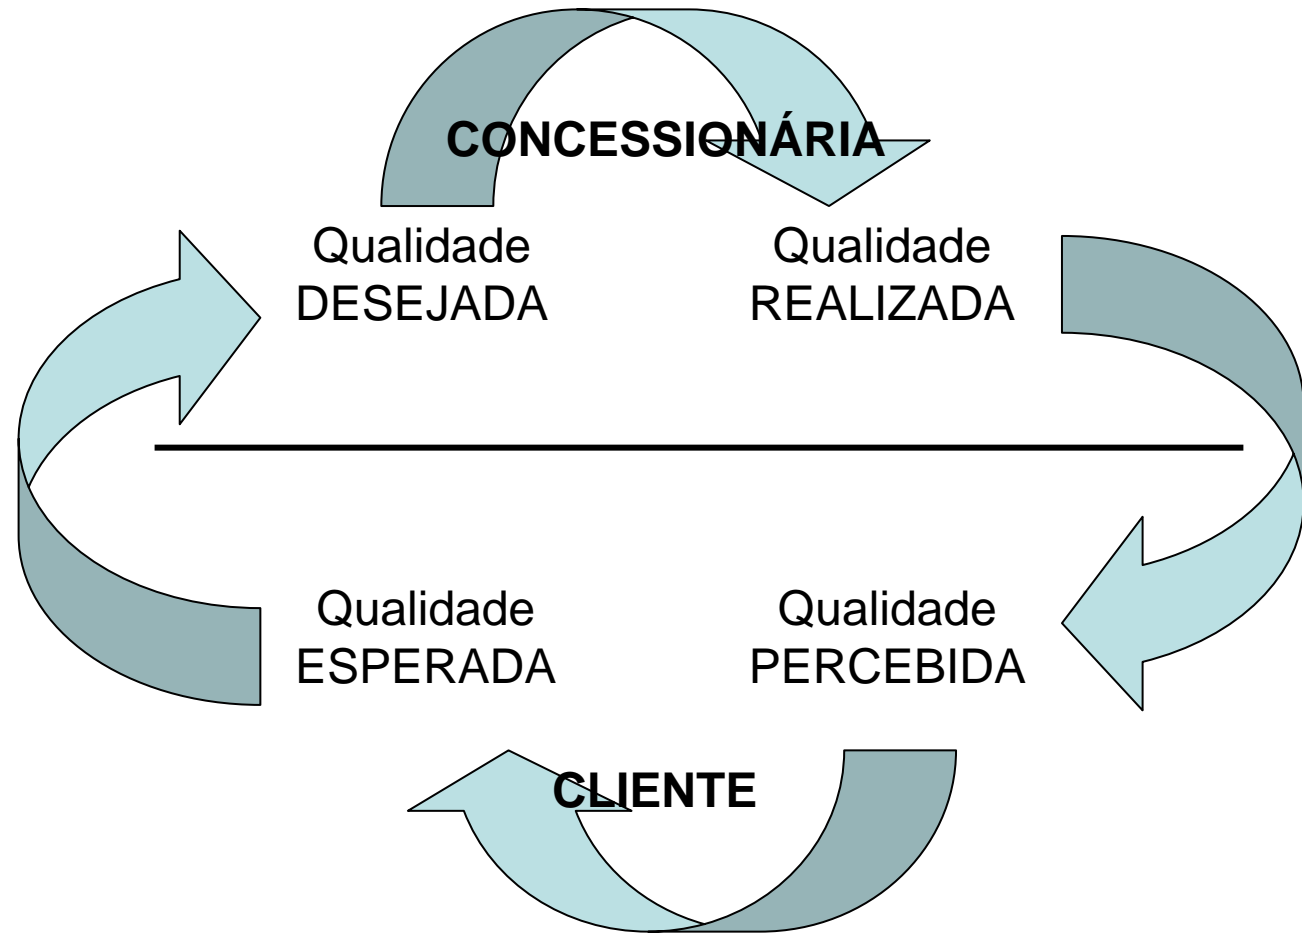 CONCESSIONÁRIA
Qualidade
DESEJADA
Qualidade
REALIZADA
Qualidade
ESPERADA
Qualidade
PERCEBIDA
CLIENTE